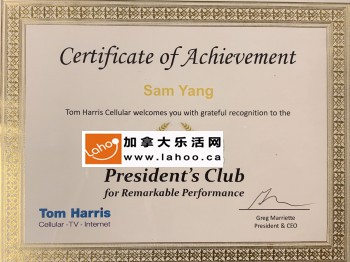 Certificate of Achievement
Sam Yang
Tom Harris Cellular welcomes you with grateful recognition to the
Lahoo 加拿大乐活网
www.lahoo.ca
President's Club
for Remarkable Performance
Tom Harris
Cellular - TV - Internet
Greg Marriette
President & CEO